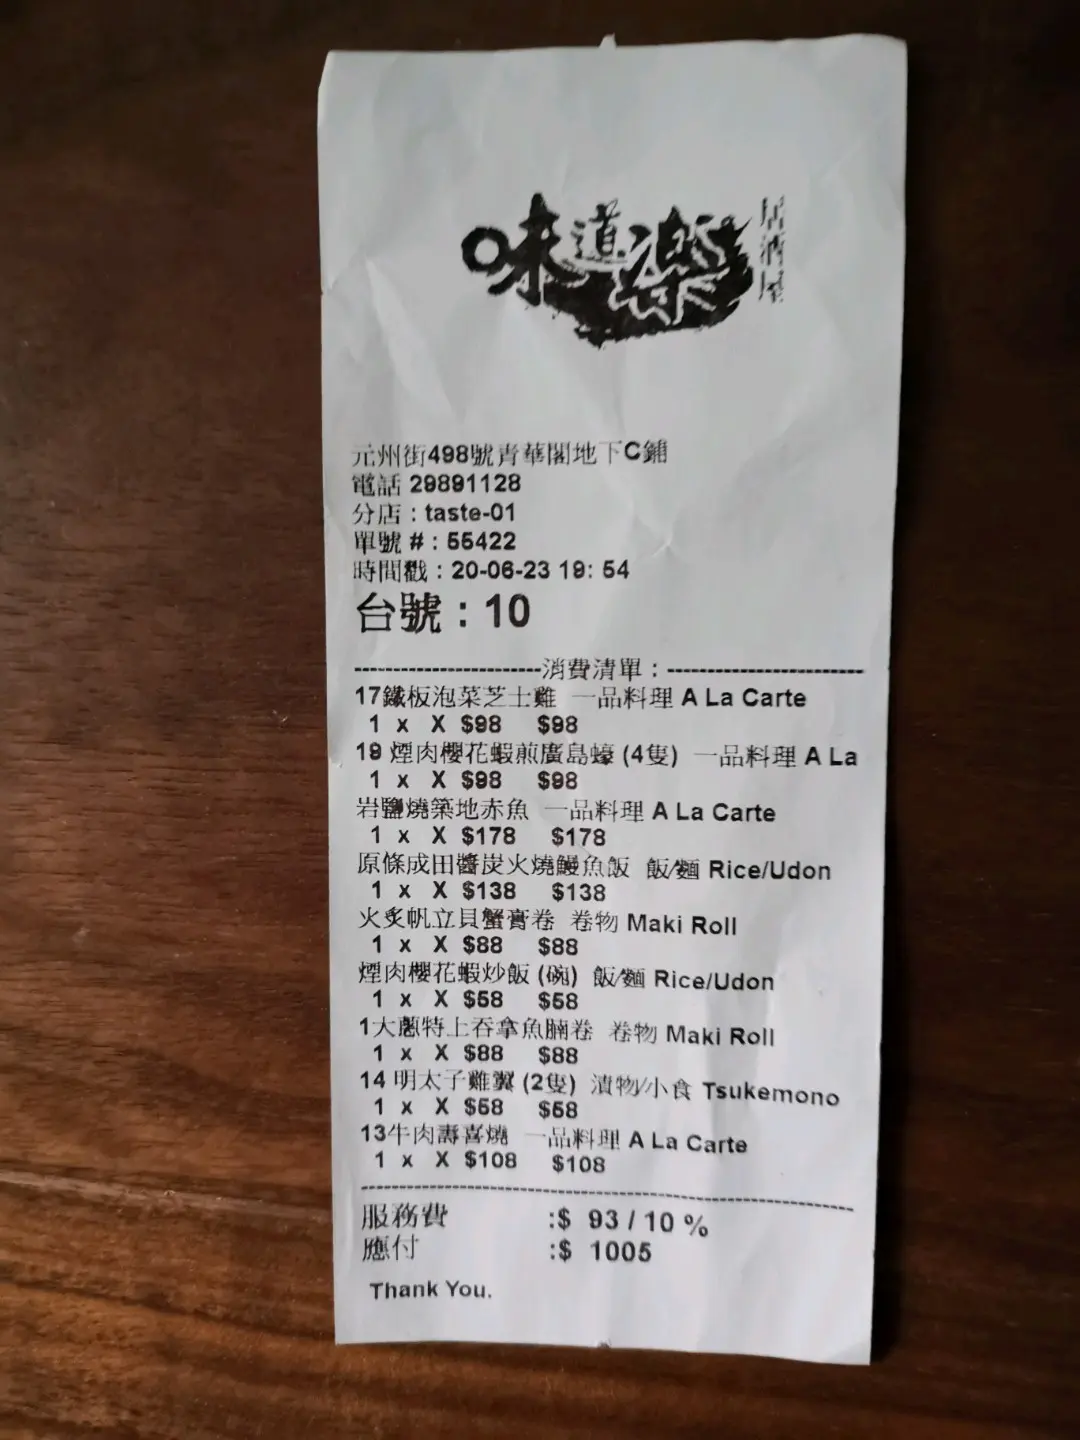 味道樂
居酒屋
元州街498號青華閣地下C鋪
電話 29891128
分店 : taste-01
單號 # : 55422
時間戳 : 20-06-23 19: 54
台號 : 10
-----------------------消費清單 : ------------------------
17鐵板泡菜芝士雞 一品料理 A La Carte
1 x X $98 $98
19 煙肉櫻花蝦煎廣島蠔 (4隻) 一品料理 A La
1 x X $98 $98
岩鹽燒築地赤魚 一品料理 A La Carte
1 x X $178 $178
原條成田醬炭火燒鰻魚飯 飯/麵 Rice/Udon
1 x X $138 $138
火炙帆立貝蟹膏卷 卷物 Maki Roll
1 x X $88 $88
煙肉櫻花蝦炒飯 (碗) 飯/麵 Rice/Udon
1 x X $58 $58
1大蔥特上吞拿魚腩卷 卷物 Maki Roll
1 x X $88 $88
14 明太子雞翼 (2隻) 漬物/小食 Tsukemono
1 x X $58 $58
13牛肉壽喜燒 一品料理 A La Carte
1 x X $108 $108
服務費 :$ 93 / 10 %
應付 :$ 1005
Thank You.